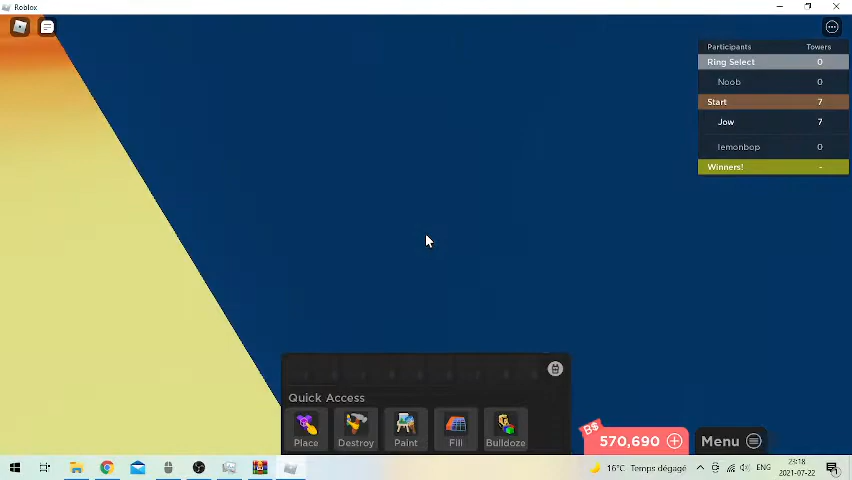 Roblox
Participants Towers
Ring Select 0
Noob 0
Start 7
Jow 7
lemonbop 0
Winners! -
Quick Access
Place Destroy Paint Fill Bulldoze
B$ 570,690
Menu
16°C Temps dégagé ENG
23:18
2021-07-22